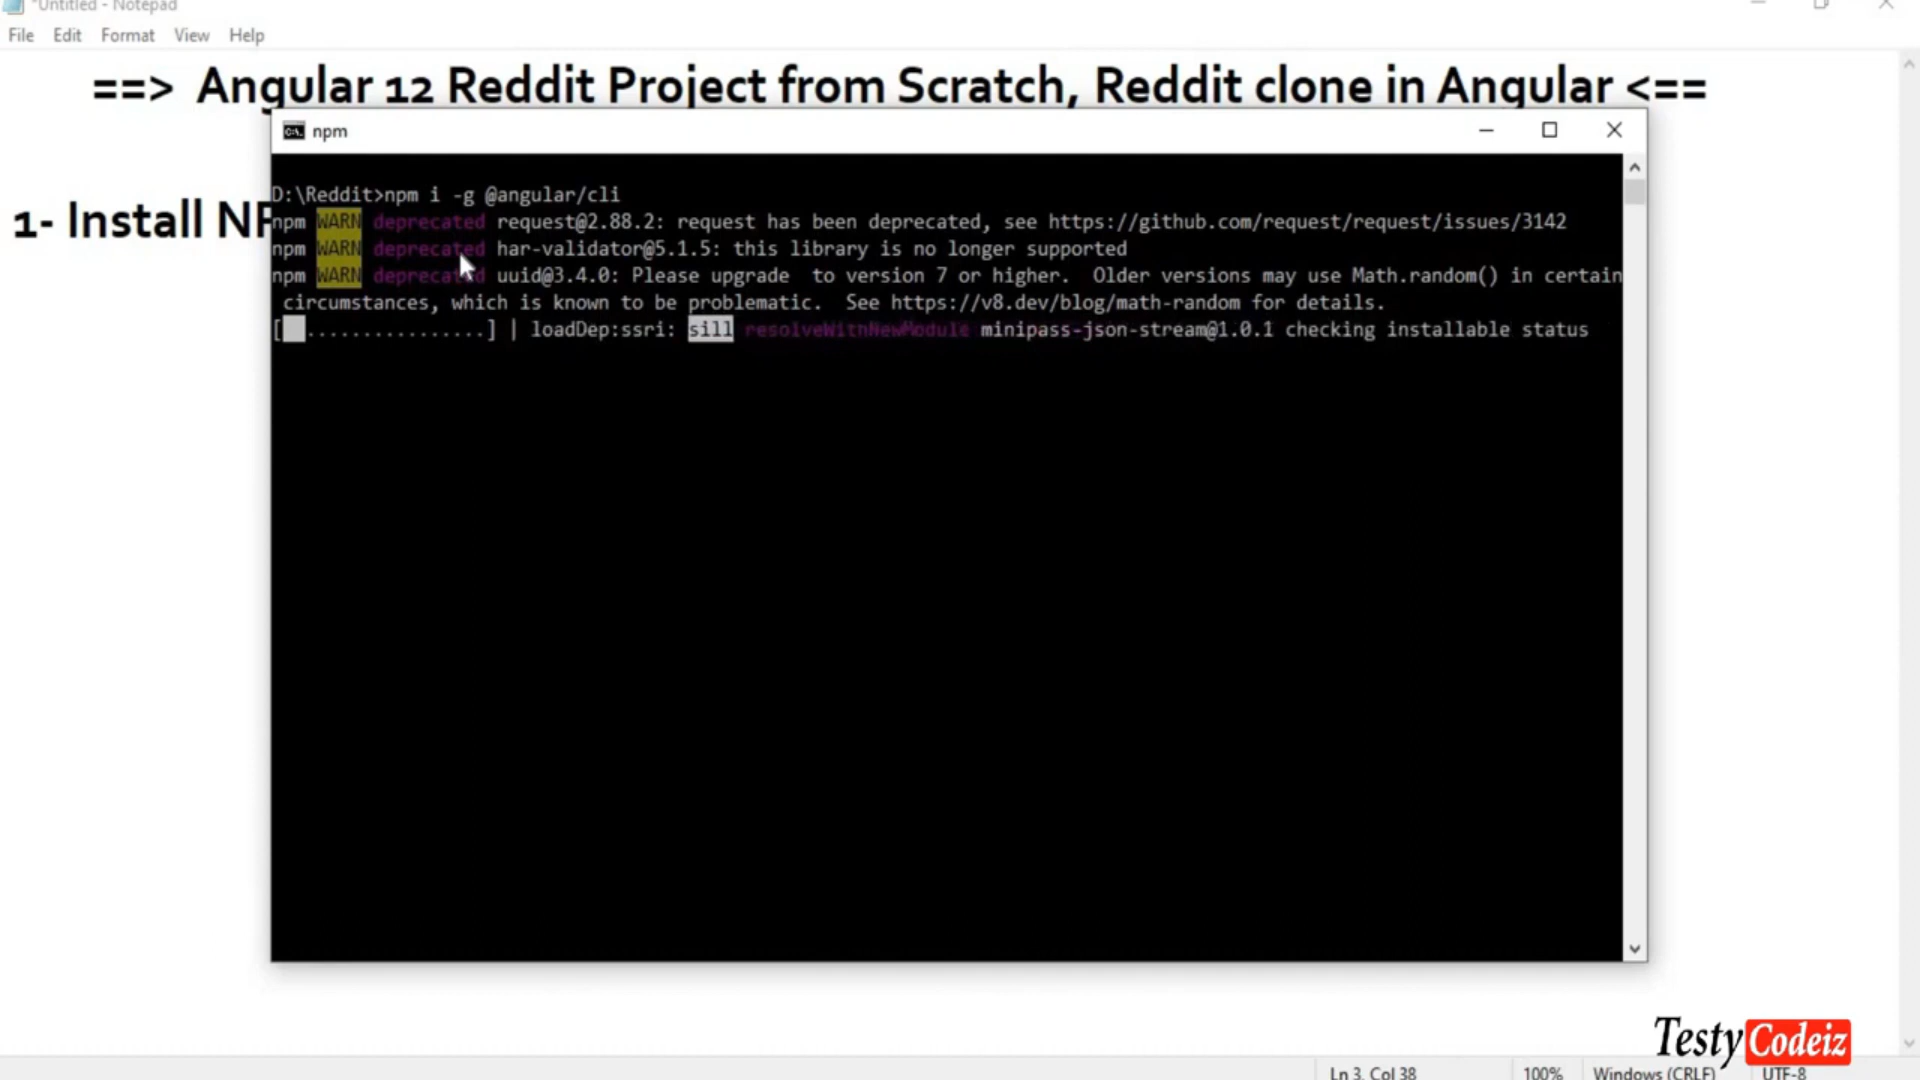 *Untitled - Notepad
File Edit Format View Help
==> Angular 12 Reddit Project from Scratch, Reddit clone in Angular <==
npm
1- Install NP
D:\Reddit>npm i -g @angular/cli
npm WARN deprecated request@2.88.2: request has been deprecated, see https://github.com/request/request/issues/3142
npm WARN deprecated har-validator@5.1.5: this library is no longer supported
npm WARN deprecated uuid@3.4.0: Please upgrade  to version 7 or higher.  Older versions may use Math.random() in certain
 circumstances, which is known to be problematic.  See https://v8.dev/blog/math-random for details.
[ ................] | loadDep:ssri: sill resolveWithNewModule minipass-json-stream@1.0.1 checking installable status
Testy Codeiz
Ln 3, Col 38 100% Windows (CRLF) UTF-8